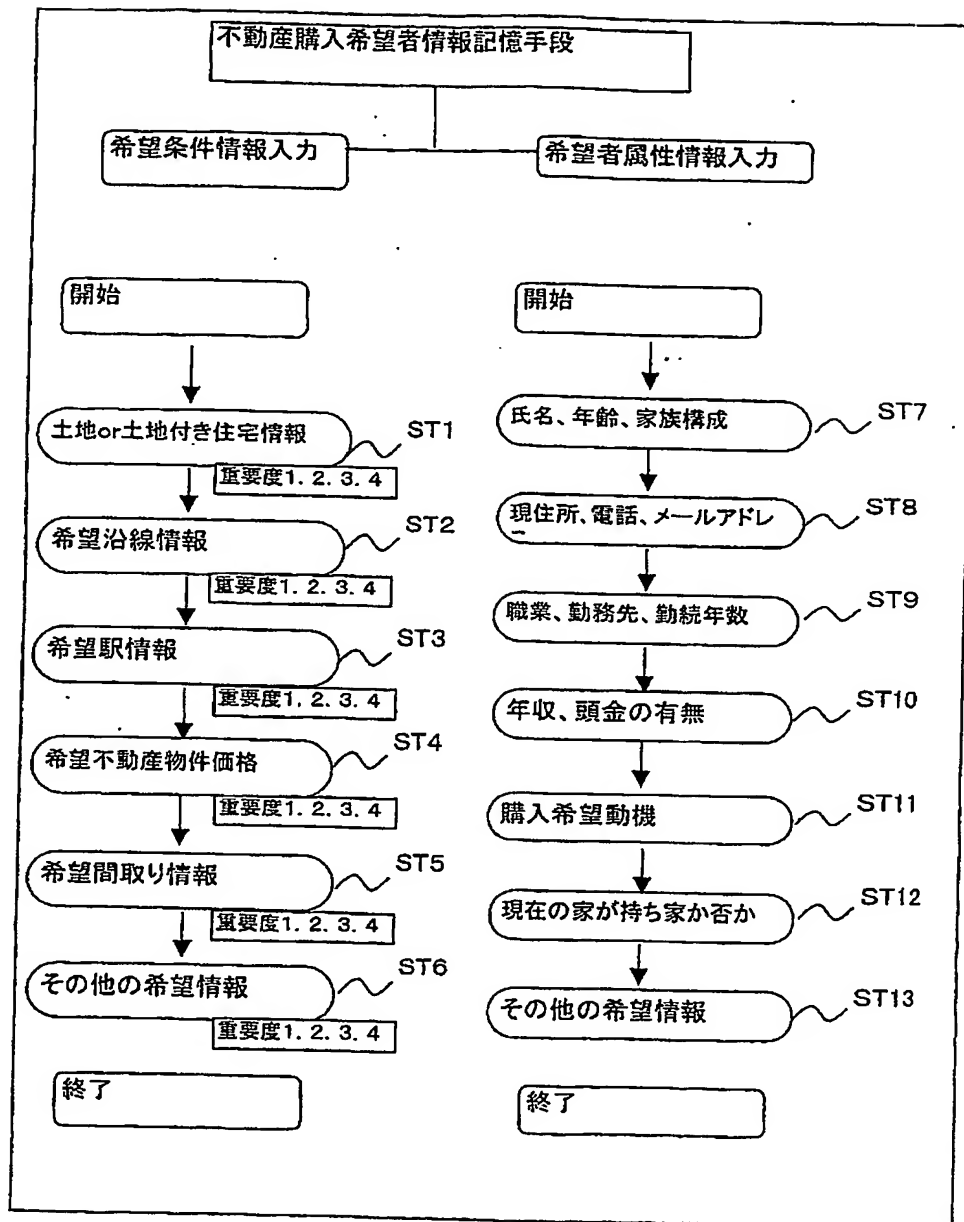 不動産購入希望者情報記憶手段
希望条件情報入力
希望者属性情報入力
開始
土地or土地付き住宅情報
ST1
重要度1. 2. 3. 4
希望沿線情報
ST2
重要度1. 2. 3. 4
希望駅情報
ST3
重要度1. 2. 3. 4
希望不動産物件価格
ST4
重要度1. 2. 3. 4
希望間取り情報
ST5
重要度1. 2. 3. 4
その他の希望情報
ST6
重要度1. 2. 3. 4
終了
開始
氏名、年齢、家族構成
ST7
現住所、電話、メールアドレ
ST8
職業、勤務先、勤続年数
ST9
年収、頭金の有無
ST10
購入希望動機
ST11
現在の家が持ち家か否か
ST12
その他の希望情報
ST13
終了